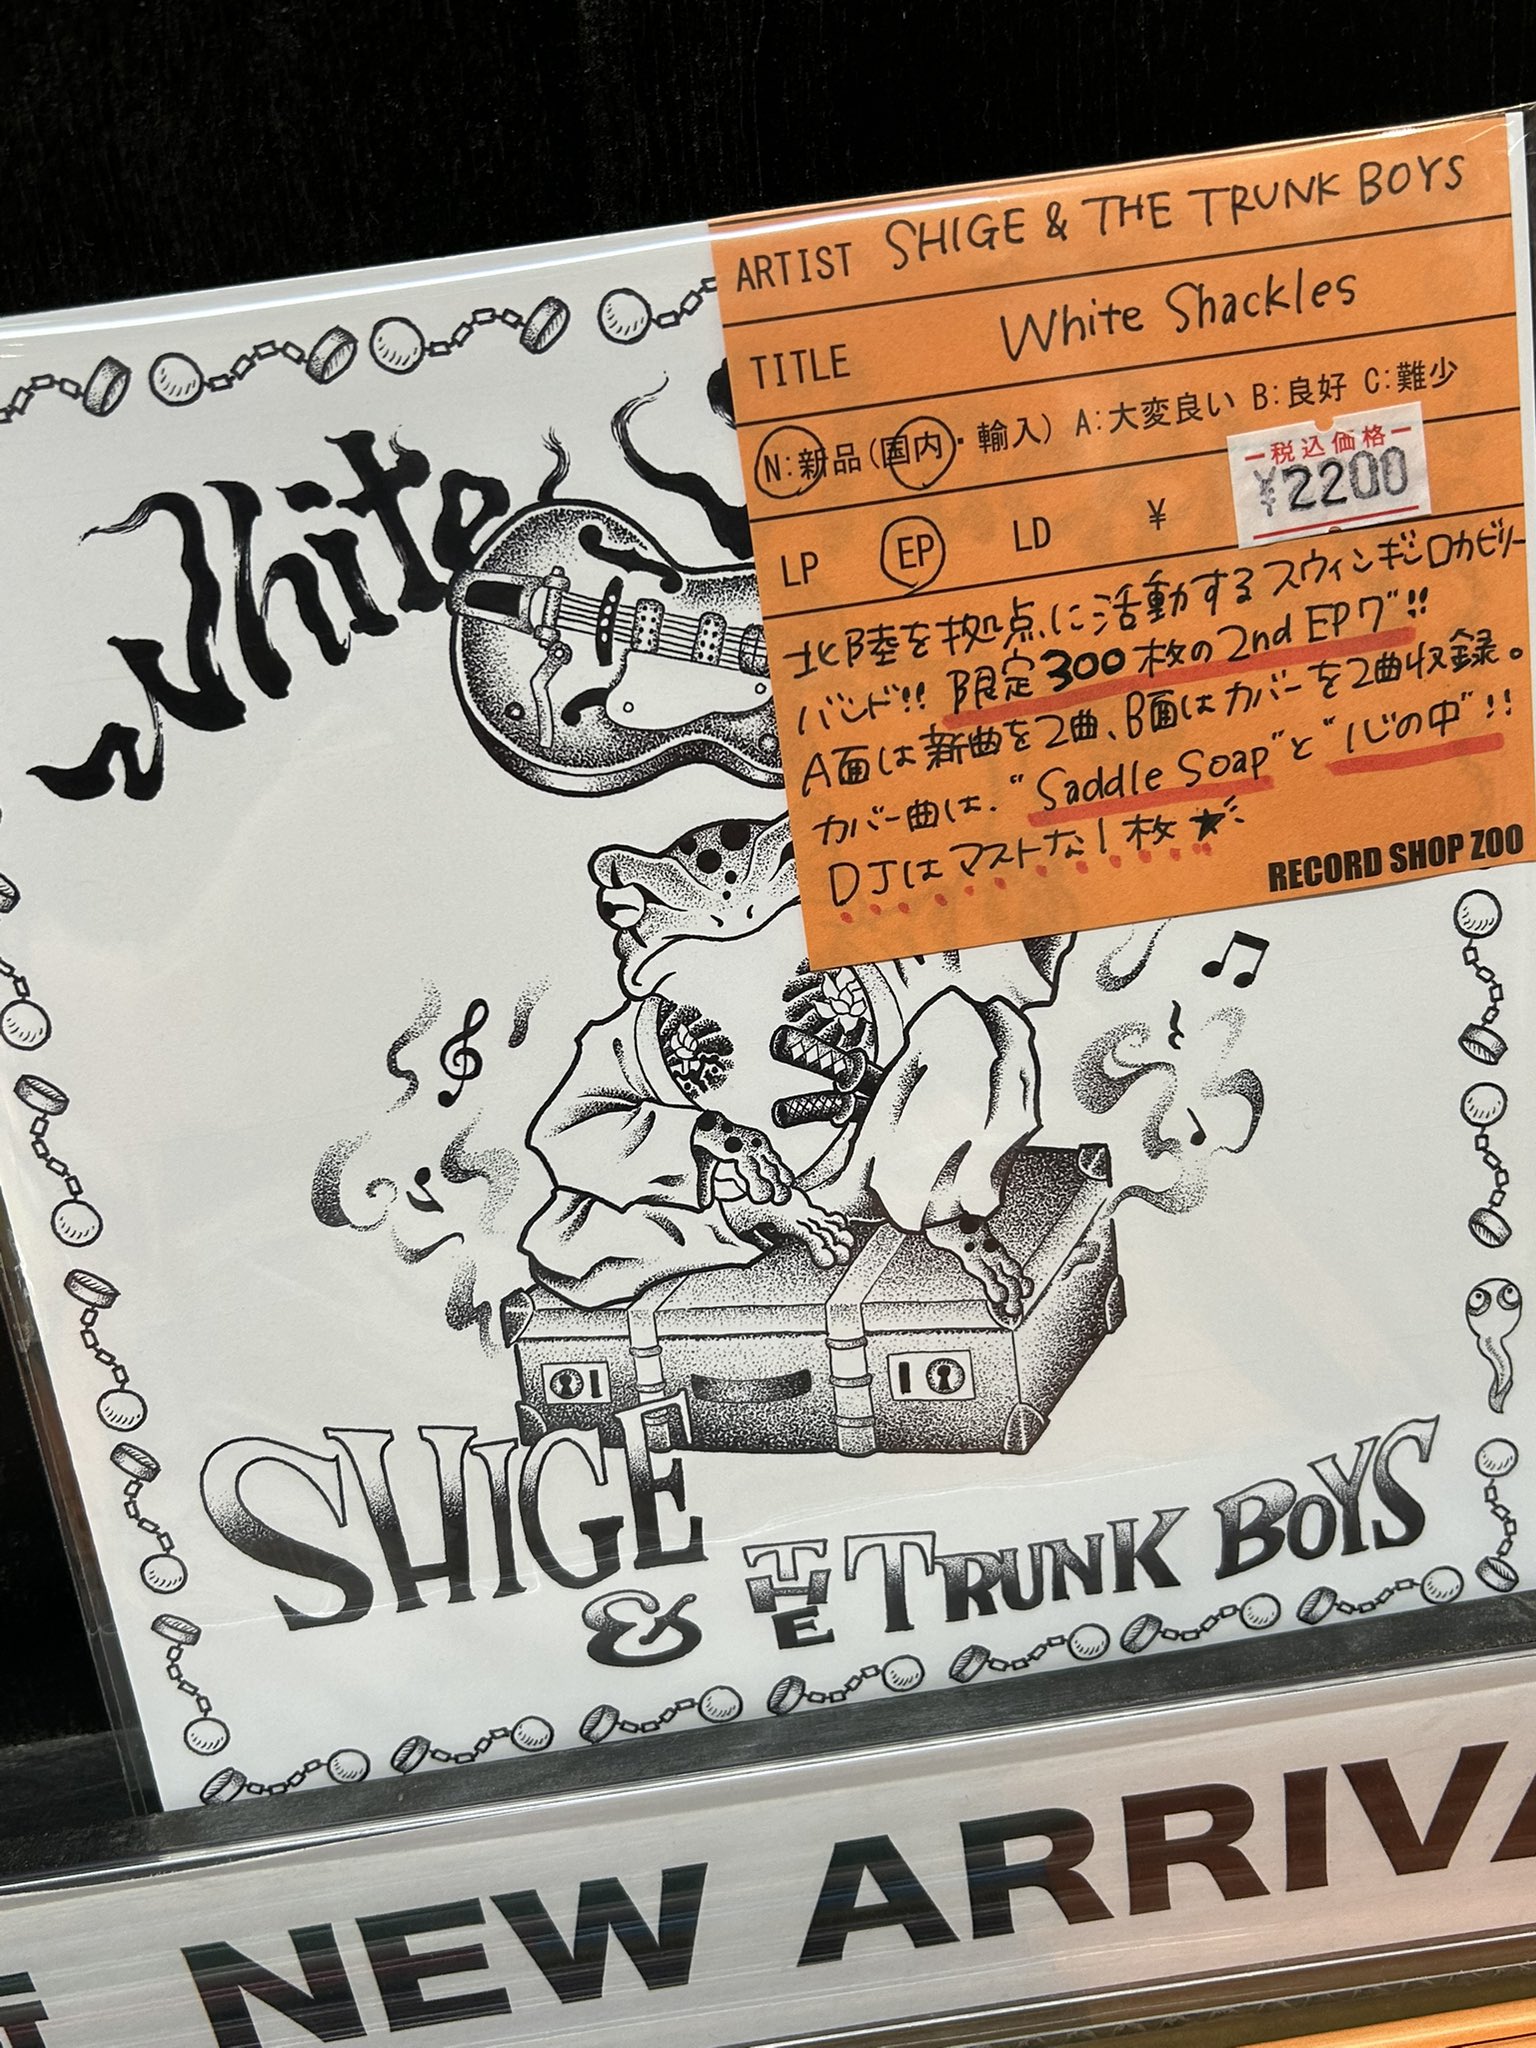 White
ARTIST SHIGE & THE TRUNK BOYS
TITLE White Shackles
N:新品(国内・輸入) A:大変良い B:良好 C:難少
LP EP LD ¥
税込価格
¥2200
北陸を拠点に活動するスウィンギンロカビリー
バンド!! 限定300枚の2nd EP 7"!!
A面は新曲を2曲、B面はカバーを2曲収録。
カバー曲は、"Saddle Soap"と"心の中"!!
DJはマストな1枚★
RECORD SHOP ZOO
SHIGE
& THE TRUNK BOYS
NEW ARRIVA